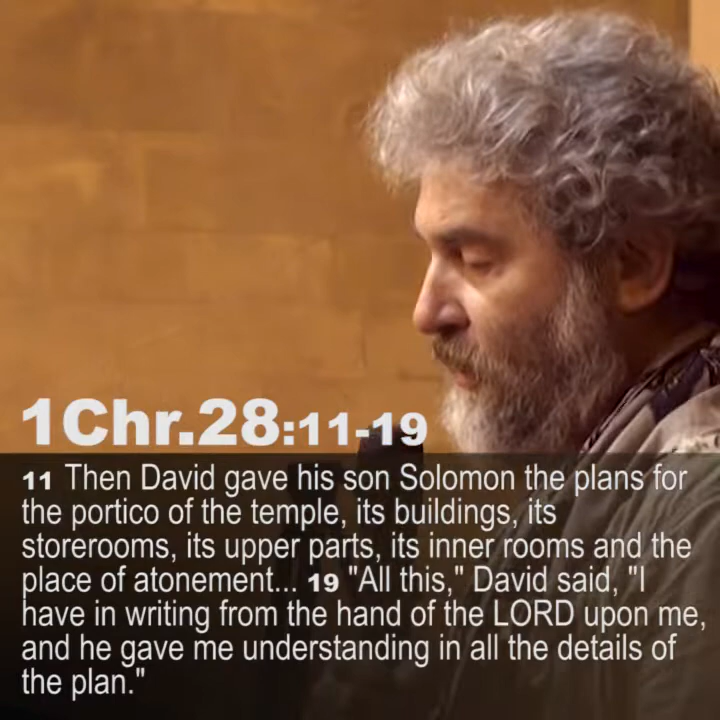 1Chr.28:11-19
11 Then David gave his son Solomon the plans for
the portico of the temple, its buildings, its
storerooms, its upper parts, its inner rooms and the
place of atonement... 19 "All this," David said, "I
have in writing from the hand of the LORD upon me,
and he gave me understanding in all the details of
the plan."